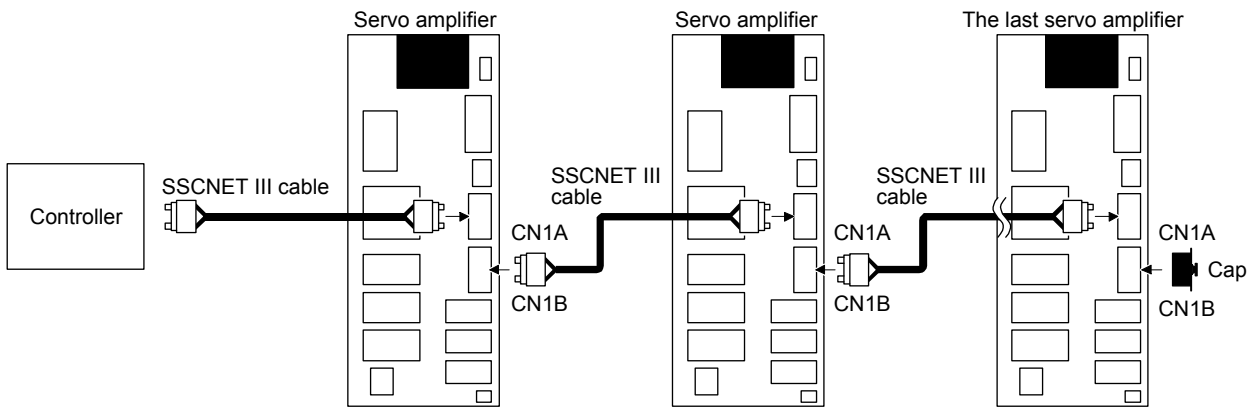 Servo amplifier
Servo amplifier
The last servo amplifier
Controller
SSCNET III cable
CN1A
CN1B
SSCNET III
cable
CN1A
CN1B
SSCNET III
cable
CN1A
CN1B
Cap